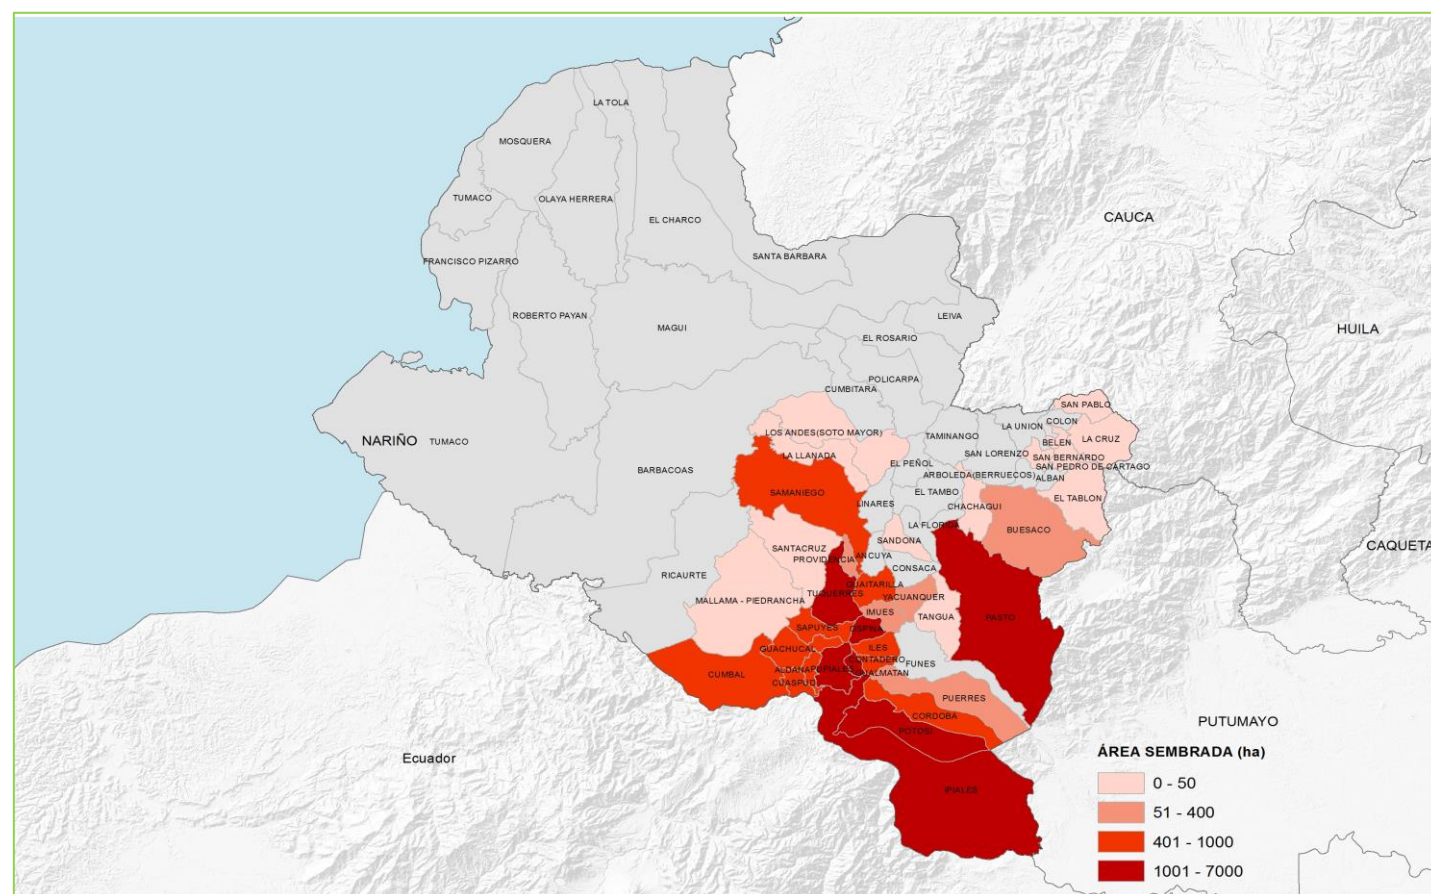 LA TOLA
MOSQUERA
TUMACO
OLAYA HERRERA
EL CHARCO
CAUCA
SANTA BARBARA
FRANCISCO PIZARRO
ROBERTO PAYAN
MAGUI
LEIVA
HUILA
EL ROSARIO
POLICARPA
CUMBITARA
SAN PABLO
COLON
LA UNION
LOS ANDES(SOTO MAYOR)
TAMINANGO
BELEN
LA CRUZ
NARIÑO
TUMACO
LA LLANADA
SAN LORENZO
SAN BERNARDO
EL PEÑOL
SAN PEDRO DE CARTAGO
BARBACOAS
ARBOLEDA(BERRUECOS)
ALBAN
SAMANIEGO
EL TAMBO
EL TABLON
LINARES
CHACHAGUI
LA FLORIDA
BUESACO
SANDONA
CAQUETA
SANTACRUZ
ANCUYA
PROVIDENCIA
CONSACA
RICAURTE
GUAITARILLA
TUQUERRES
YACUANQUER
MALLAMA - PIEDRANCHA
IMUES
TANGUA
PASTO
SAPUYES
OSPINA
GUACHUCAL
ILES
CONTADERO
FUNES
ALDANA
PUPIALES
GUALMATAN
CUMBAL
CUASPUD
PUERRES
CORDOBA
PUTUMAYO
POTOSI
Ecuador
IPIALES
ÁREA SEMBRADA (ha)
0 - 50
51 - 400
401 - 1000
1001 - 7000